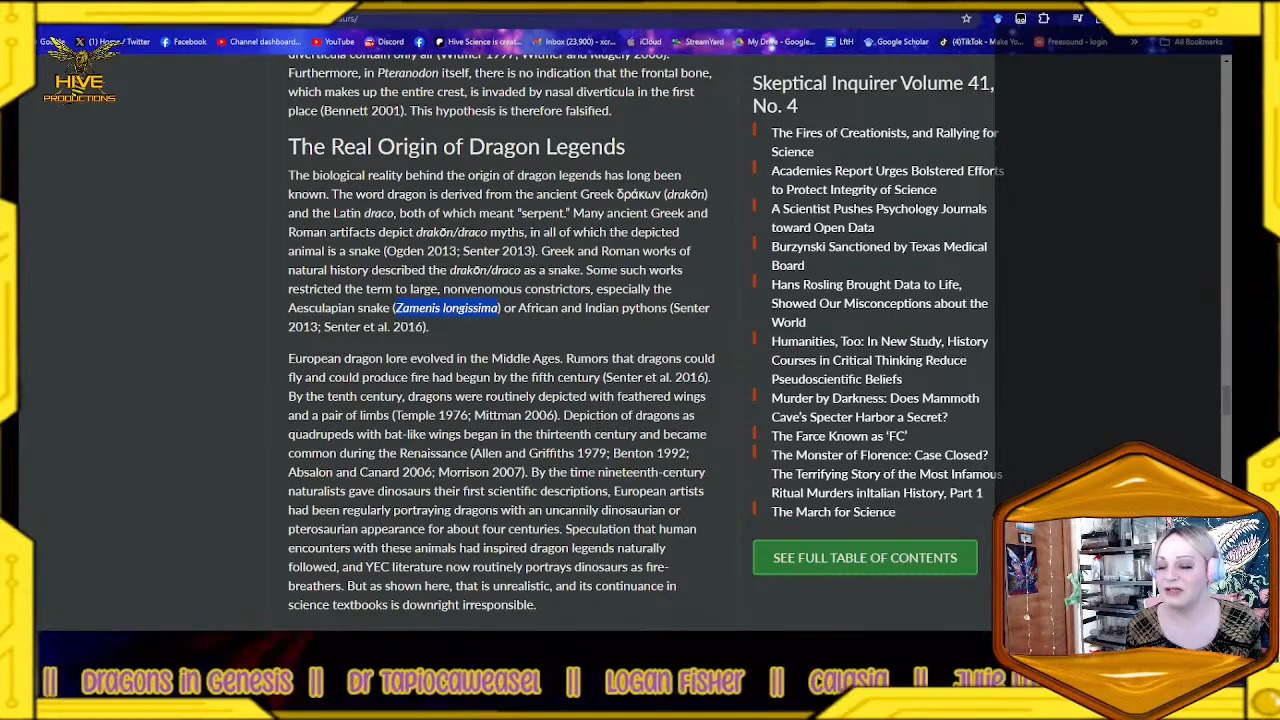 aurs/
Google
(1) Home / Twitter
Facebook
Channel dashboard...
YouTube
Discord
Hive Science is creat...
Inbox (23,900) - xcr...
iCloud
StreamYard
My Drive - Google...
LftH
Google Scholar
(4)TikTok - Make You...
Freesound - login
All Bookmarks
HIVE
PRODUCTIONS
Furthermore, in Pteranodon itself, there is no indication that the frontal bone,
which makes up the entire crest, is invaded by nasal diverticula in the first
place (Bennett 2001). This hypothesis is therefore falsified.
The Real Origin of Dragon Legends
The biological reality behind the origin of dragon legends has long been
known. The word dragon is derived from the ancient Greek δράκων (drakōn)
and the Latin draco, both of which meant “serpent.” Many ancient Greek and
Roman artifacts depict drakōn/draco myths, in all of which the depicted
animal is a snake (Ogden 2013; Senter 2013). Greek and Roman works of
natural history described the drakōn/draco as a snake. Some such works
restricted the term to large, nonvenomous constrictors, especially the
Aesculapian snake (Zamenis longissima) or African and Indian pythons (Senter
2013; Senter et al. 2016).
European dragon lore evolved in the Middle Ages. Rumors that dragons could
fly and could produce fire had begun by the fifth century (Senter et al. 2016).
By the tenth century, dragons were routinely depicted with feathered wings
and a pair of limbs (Temple 1976; Mittman 2006). Depiction of dragons as
quadrupeds with bat-like wings began in the thirteenth century and became
common during the Renaissance (Allen and Griffiths 1979; Benton 1992;
Absalon and Canard 2006; Morrison 2007). By the time nineteenth-century
naturalists gave dinosaurs their first scientific descriptions, European artists
had been regularly portraying dragons with an uncannily dinosaurian or
pterosaurian appearance for about four centuries. Speculation that human
encounters with these animals had inspired dragon legends naturally
followed, and YEC literature now routinely portrays dinosaurs as fire-
breathers. But as shown here, that is unrealistic, and its continuance in
science textbooks is downright irresponsible.
Skeptical Inquirer Volume 41,
No. 4
The Fires of Creationists, and Rallying for
Science
Academies Report Urges Bolstered Efforts
to Protect Integrity of Science
A Scientist Pushes Psychology Journals
toward Open Data
Burzynski Sanctioned by Texas Medical
Board
Hans Rosling Brought Data to Life,
Showed Our Misconceptions about the
World
Humanities, Too: In New Study, History
Courses in Critical Thinking Reduce
Pseudoscientific Beliefs
Murder by Darkness: Does Mammoth
Cave’s Specter Harbor a Secret?
The Farce Known as ‘FC’
The Monster of Florence: Case Closed?
The Terrifying Story of the Most Infamous
Ritual Murders inItalian History, Part 1
The March for Science
SEE FULL TABLE OF CONTENTS
|| Dragons in Genesis || Dr Tapiocaweasel || Logan Fisher || Calasia || Julie